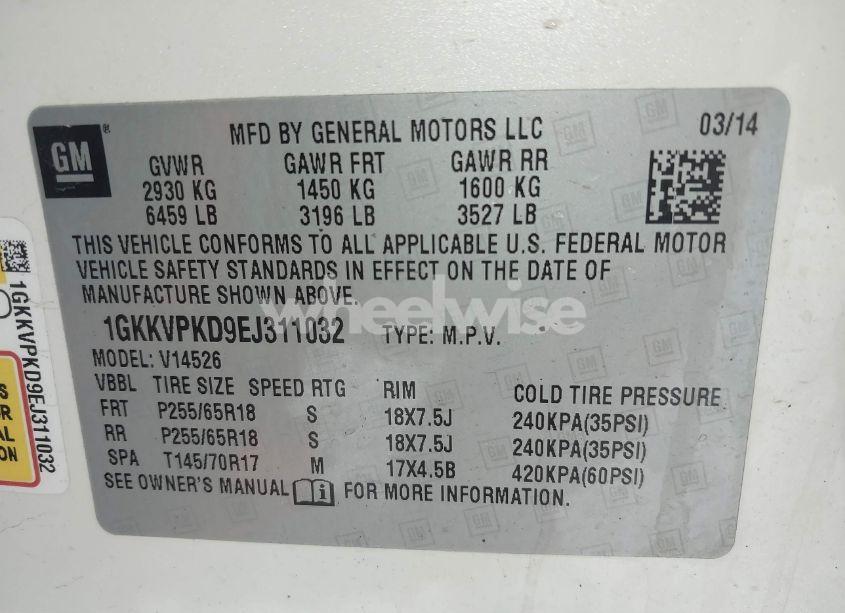 GM
MFD BY GENERAL MOTORS LLC 03/14
GVWR GAWR FRT GAWR RR
2930 KG 1450 KG 1600 KG
6459 LB 3196 LB 3527 LB
THIS VEHICLE CONFORMS TO ALL APPLICABLE U.S. FEDERAL MOTOR
VEHICLE SAFETY STANDARDS IN EFFECT ON THE DATE OF
MANUFACTURE SHOWN ABOVE.
wheelwise
1GKKVPKD9EJ311032 TYPE: M.P.V.
MODEL: V14526
VBBL TIRE SIZE SPEED RTG RIM COLD TIRE PRESSURE
FRT P255/65R18 S 18X7.5J 240KPA(35PSI)
RR P255/65R18 S 18X7.5J 240KPA(35PSI)
SPA T145/70R17 M 17X4.5B 420KPA(60PSI)
SEE OWNER'S MANUAL i FOR MORE INFORMATION.
1GKKVPKD9EJ311032